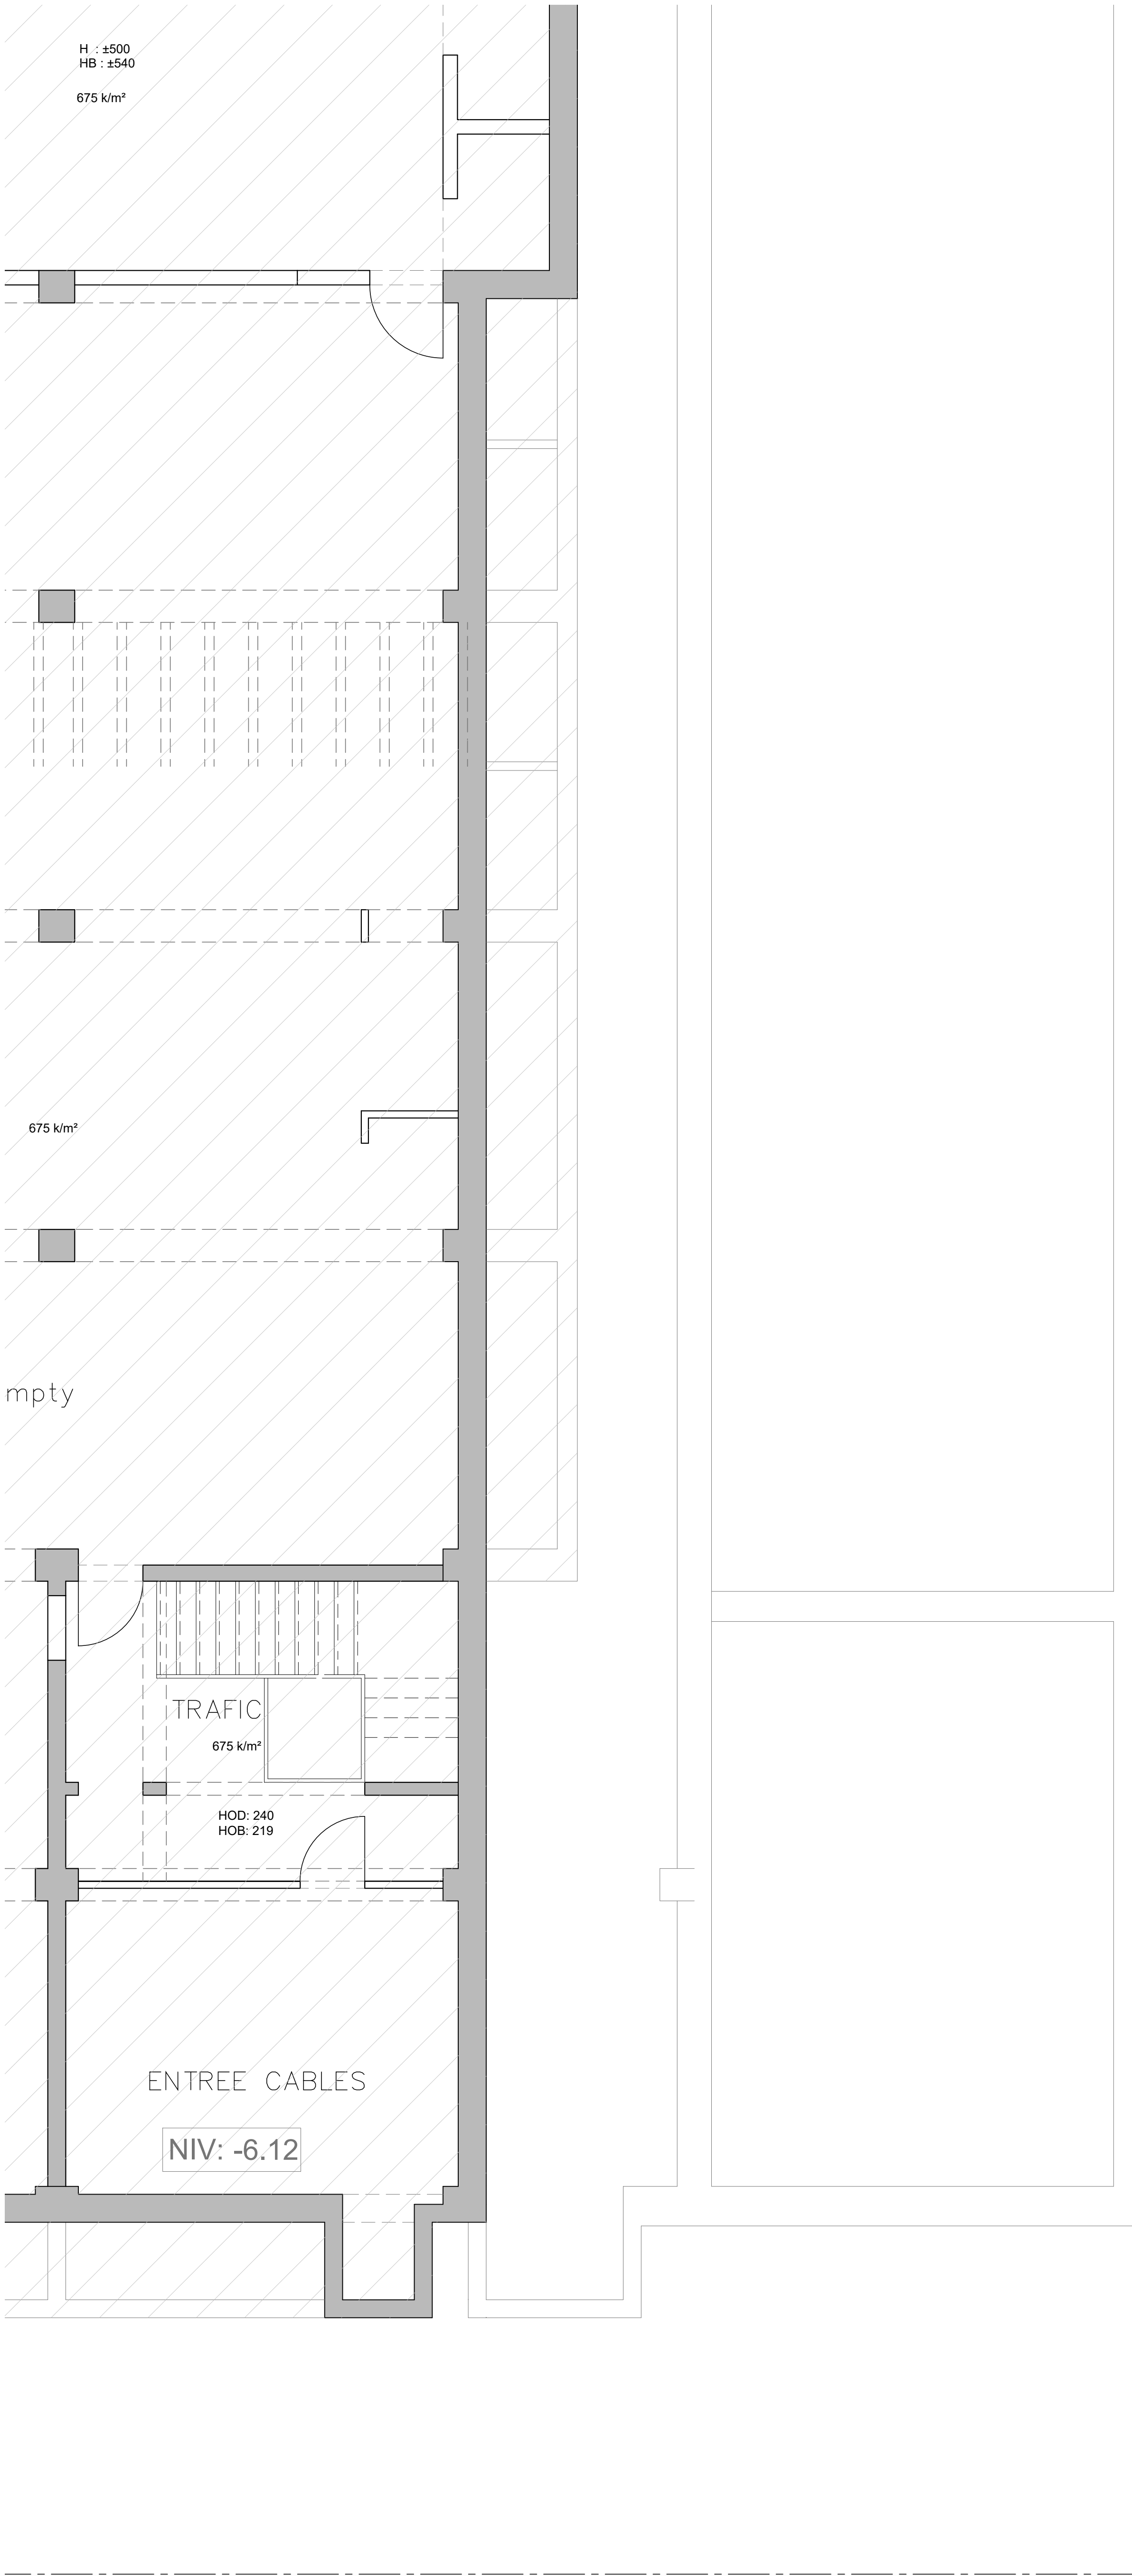 H : ±500
HB : ±540
675 k/m²
675 k/m²
mpty
TRAFIC
675 k/m²
HOD: 240
HOB: 219
ENTREE CABLES
NIV: -6.12